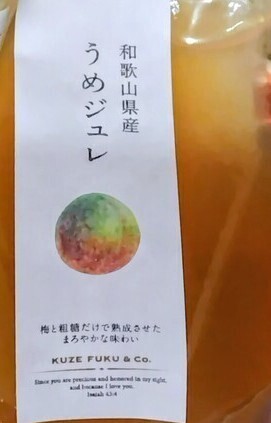 和歌山県産
うめジュレ
梅と粗糖だけで熟成させた
まろやかな味わい
KUZE FUKU & Co.
Since you are precious and honored in my sight,
and because I love you.
Isaiah 43:4